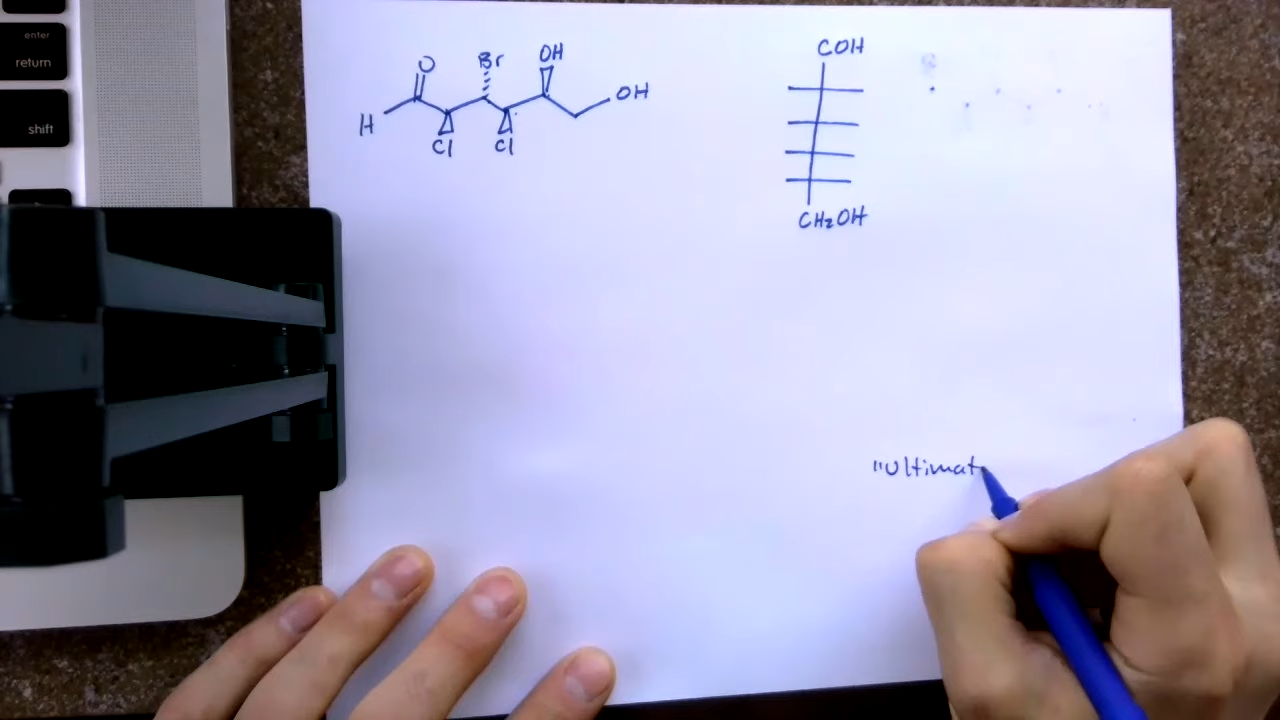 enter
return
shift
O
H
Cl
Br
Cl
OH
OH
COH
CH₂OH
"Ultimat